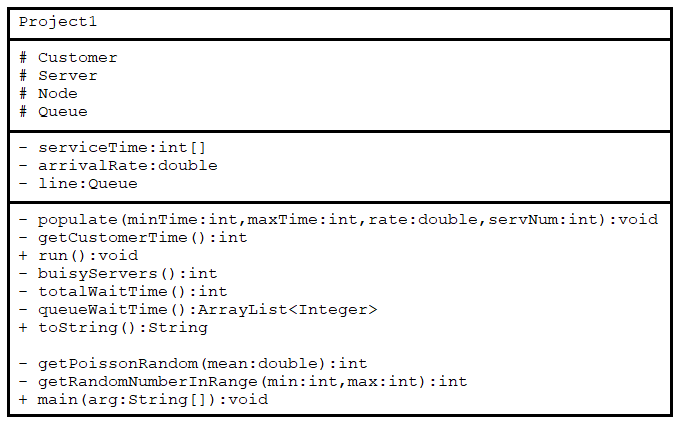 Project1
# Customer
# Server
# Node
# Queue
- serviceTime:int[]
- arrivalRate:double
- line:Queue
- populate(minTime:int,maxTime:int,rate:double,servNum:int):void
- getCustomerTime():int
+ run():void
- buisyServers():int
- totalWaitTime():int
- queueWaitTime():ArrayList<Integer>
+ toString():String
- getPoissonRandom(mean:double):int
- getRandomNumberInRange(min:int,max:int):int
+ main(arg:String[]):void